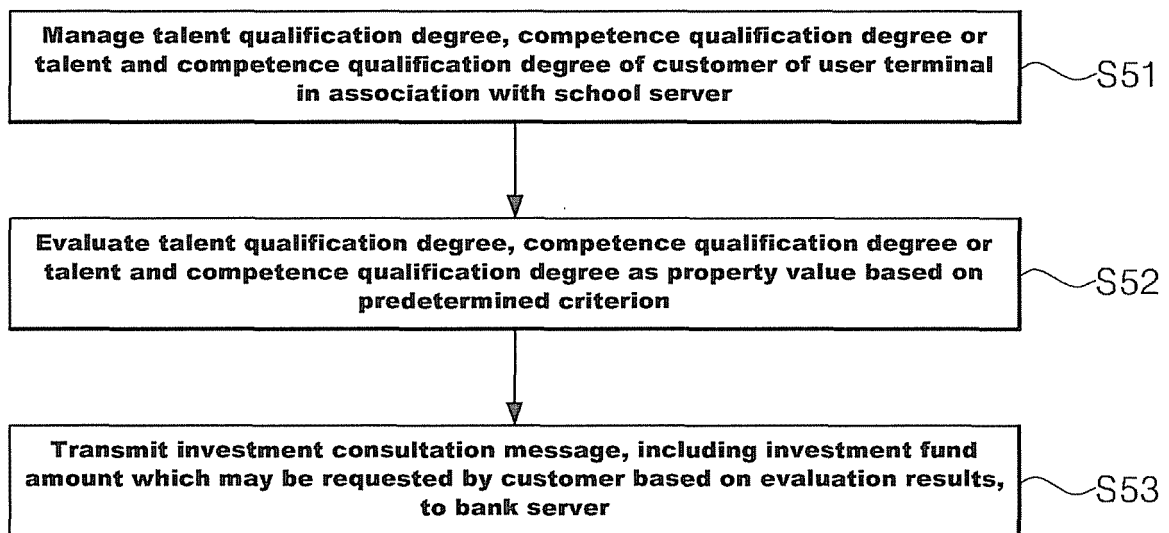 Manage talent qualification degree, competence qualification degree or
talent and competence qualification degree of customer of user terminal
in association with school server
S51
Evaluate talent qualification degree, competence qualification degree or
talent and competence qualification degree as property value based on
predetermined criterion
S52
Transmit investment consultation message, including investment fund
amount which may be requested by customer based on evaluation results,
to bank server
S53